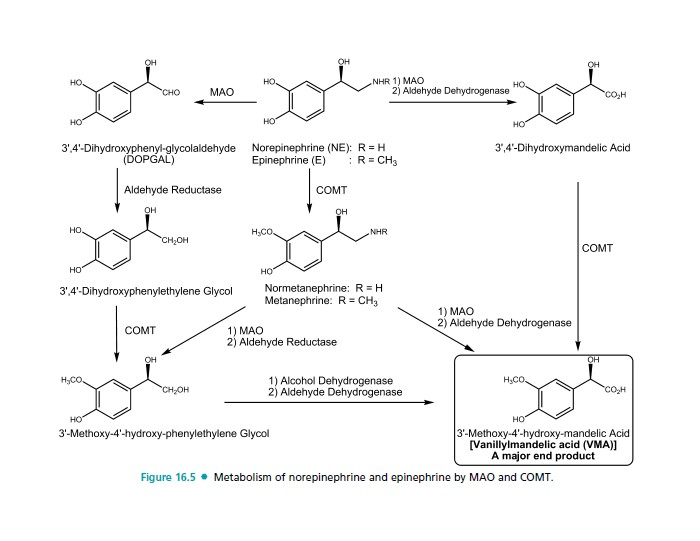 OH
HO
CHO
HO
MAO
OH
HO
NHR
HO
1) MAO
2) Aldehyde Dehydrogenase
OH
HO
CO₂H
HO
3',4'-Dihydroxyphenyl-glycolaldehyde
(DOPGAL)
Norepinephrine (NE): R = H
Epinephrine (E) : R = CH₃
3',4'-Dihydroxymandelic Acid
Aldehyde Reductase
COMT
OH
HO
CH₂OH
HO
OH
H₃CO
NHR
HO
COMT
3',4'-Dihydroxyphenylethylene Glycol
Normetanephrine: R = H
Metanephrine: R = CH₃
COMT
1) MAO
2) Aldehyde Reductase
1) MAO
2) Aldehyde Dehydrogenase
OH
H₃CO
CH₂OH
HO
1) Alcohol Dehydrogenase
2) Aldehyde Dehydrogenase
OH
H₃CO
CO₂H
HO
3'-Methoxy-4'-hydroxy-phenylethylene Glycol
3'-Methoxy-4'-hydroxy-mandelic Acid
[Vanillylmandelic acid (VMA)]
A major end product
Figure 16.5 • Metabolism of norepinephrine and epinephrine by MAO and COMT.